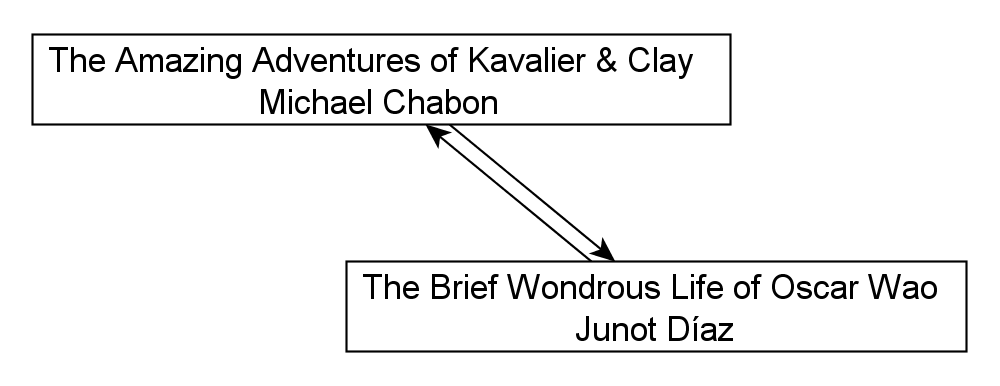 The Amazing Adventures of Kavalier & Clay
Michael Chabon
The Brief Wondrous Life of Oscar Wao
Junot Díaz